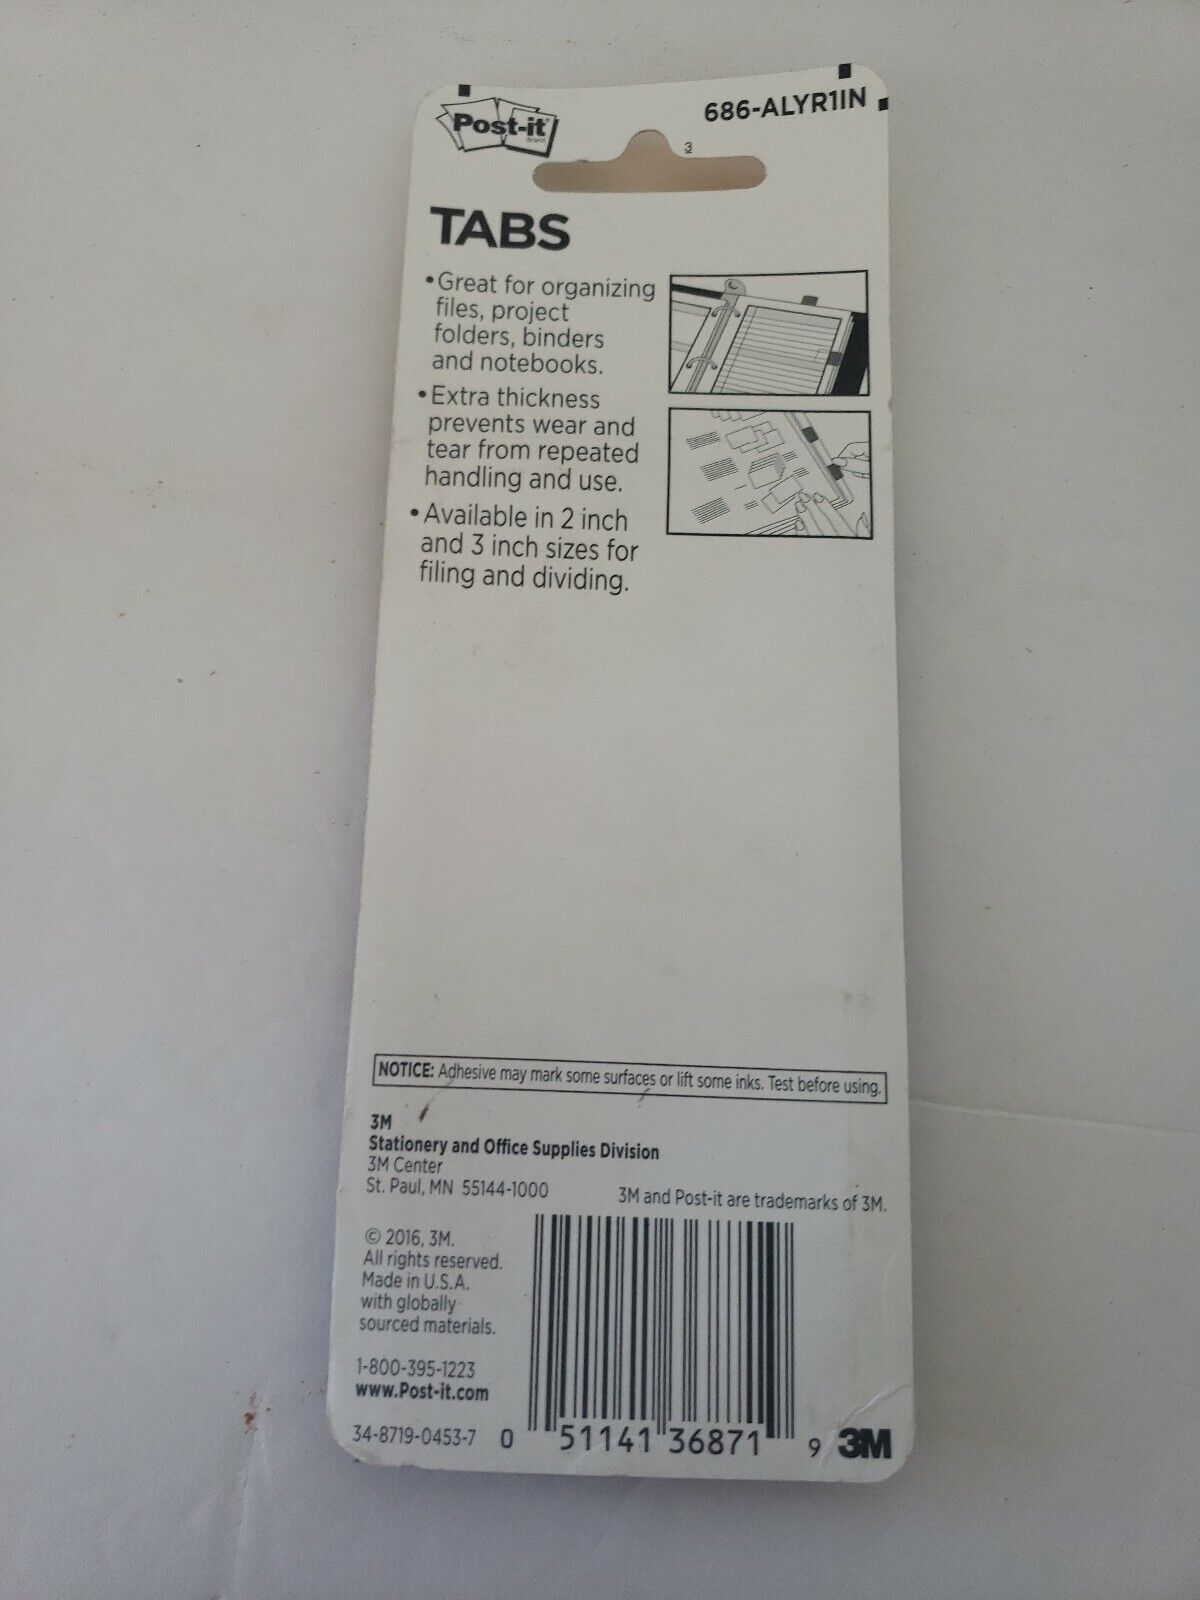 Post-it
Brand
686-ALYR1IN
3
TABS
•Great for organizing
files, project
folders, binders
and notebooks.
•Extra thickness
prevents wear and
tear from repeated
handling and use.
•Available in 2 inch
and 3 inch sizes for
filing and dividing.
NOTICE: Adhesive may mark some surfaces or lift some inks. Test before using.
3M
Stationery and Office Supplies Division
3M Center
St. Paul, MN 55144-1000
3M and Post-it are trademarks of 3M.
© 2016, 3M.
All rights reserved.
Made in U.S.A.
with globally
sourced materials.
1-800-395-1223
www.Post-it.com
34-8719-0453-7
0 51141 36871 9
3M